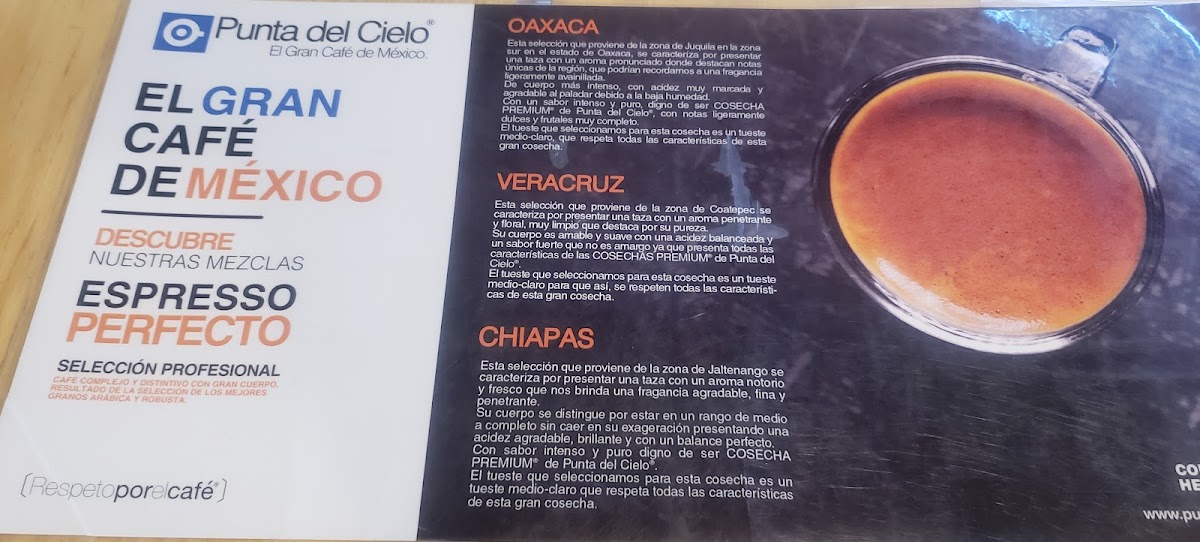 Punta del Cielo®
El Gran Café de México.
EL GRAN
CAFÉ
DE MÉXICO
DESCUBRE
NUESTRAS MEZCLAS
ESPRESSO
PERFECTO
SELECCIÓN PROFESIONAL
CAFÉ COMPLEJO Y DISTINTIVO CON GRAN CUERPO,
RESULTADO DE LA SELECCIÓN DE LOS MEJORES
GRANOS ARÁBICA Y ROBUSTA.
(Respetoporelcafé®)
OAXACA
Esta selección que proviene de la zona de Juquila en la zona
sur en el estado de Oaxaca, se caracteriza por presentar
una taza con un aroma pronunciado donde destacan notas
únicas de la región, que podrían recordarnos a una fragancia
ligeramente avainillada.
De cuerpo más intenso, con acidez muy marcada y
agradable al paladar debido a la baja humedad.
Con un sabor intenso y puro, digno de ser COSECHA
PREMIUM® de Punta del Cielo®, con notas ligeramente
dulces y frutales muy completo.
El tueste que seleccionamos para esta cosecha es un tueste
medio-claro, que respeta todas las características de esta
gran cosecha.
VERACRUZ
Esta selección que proviene de la zona de Coatepec se
caracteriza por presentar una taza con un aroma penetrante
y floral, muy limpio que destaca por su pureza.
Su cuerpo es amable y suave con una acidez balanceada y
un sabor fuerte que no es amargo ya que presenta todas las
características de las COSECHAS PREMIUM® de Punta del
Cielo®.
El tueste que seleccionamos para esta cosecha es un tueste
medio-claro para que así, se respeten todas las característi-
cas de esta gran cosecha.
CHIAPAS
Esta selección que proviene de la zona de Jaltenango se
caracteriza por presentar una taza con un aroma notorio
y fresco que nos brinda una fragancia agradable, fina y
penetrante.
Su cuerpo se distingue por estar en un rango de medio
a completo sin caer en su exageración presentando una
acidez agradable, brillante y con un balance perfecto.
Con sabor intenso y puro digno de ser COSECHA
PREMIUM® de Punta del Cielo®.
El tueste que seleccionamos para esta cosecha es un
tueste medio-claro que respeta todas las características
de esta gran cosecha.
CO
HE
www.pu